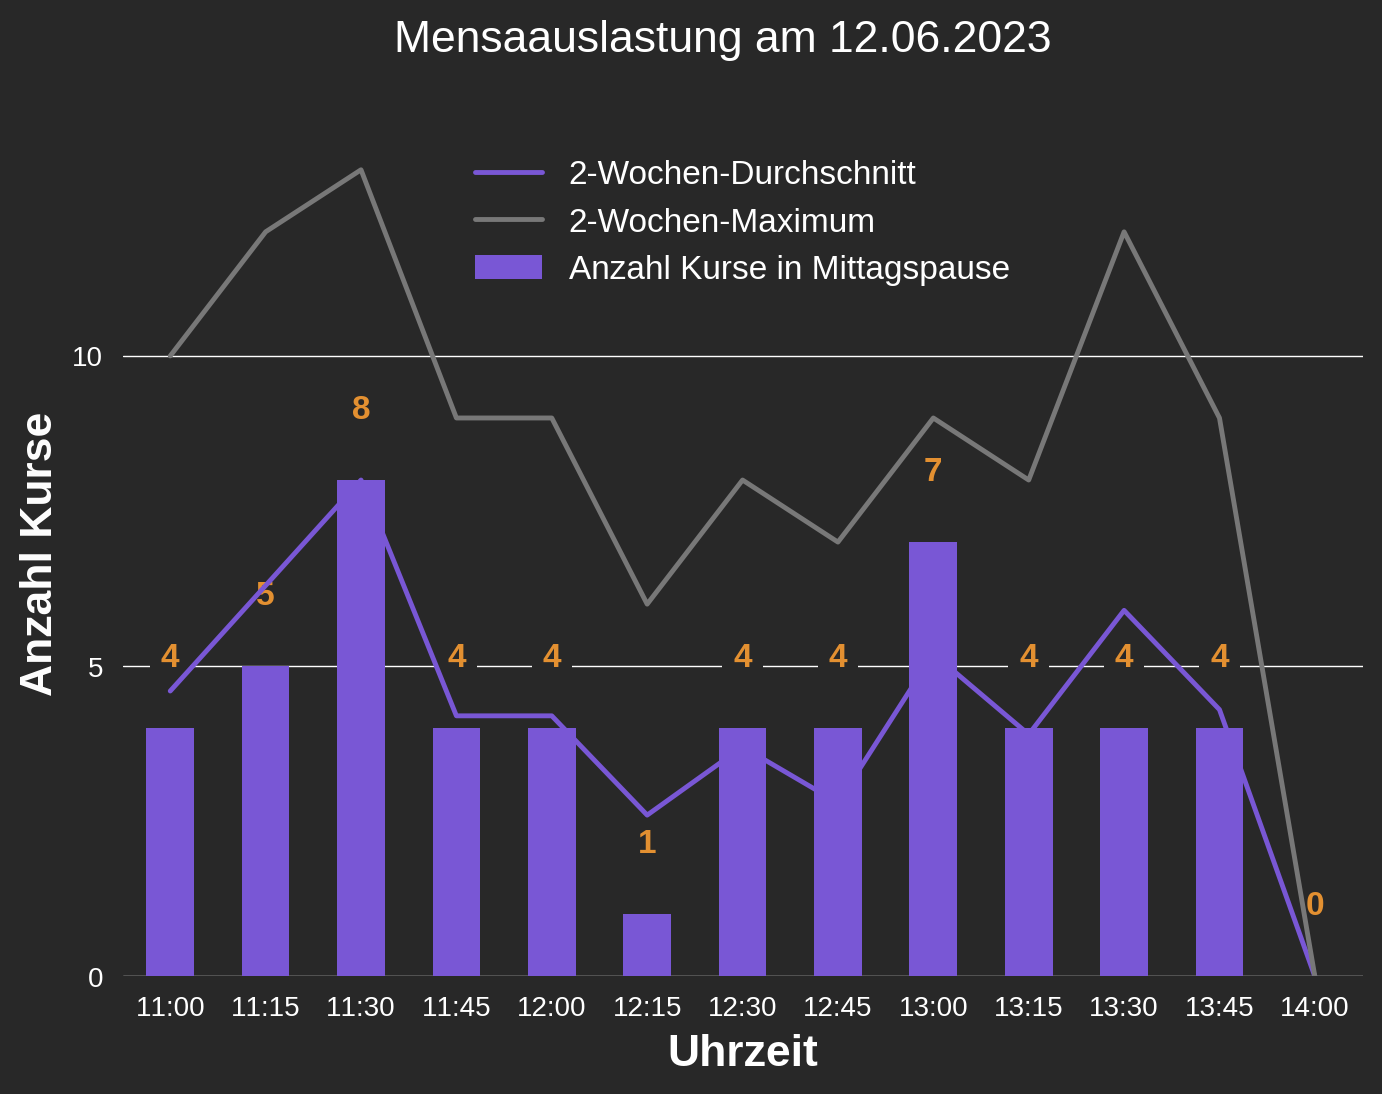 Mensaauslastung am 12.06.2023
2-Wochen-Durchschnitt
2-Wochen-Maximum
Anzahl Kurse in Mittagspause
Anzahl Kurse
10
5
0
4
5
8
4
4
1
4
4
7
4
4
4
0
11:00 11:15 11:30 11:45 12:00 12:15 12:30 12:45 13:00 13:15 13:30 13:45 14:00
Uhrzeit